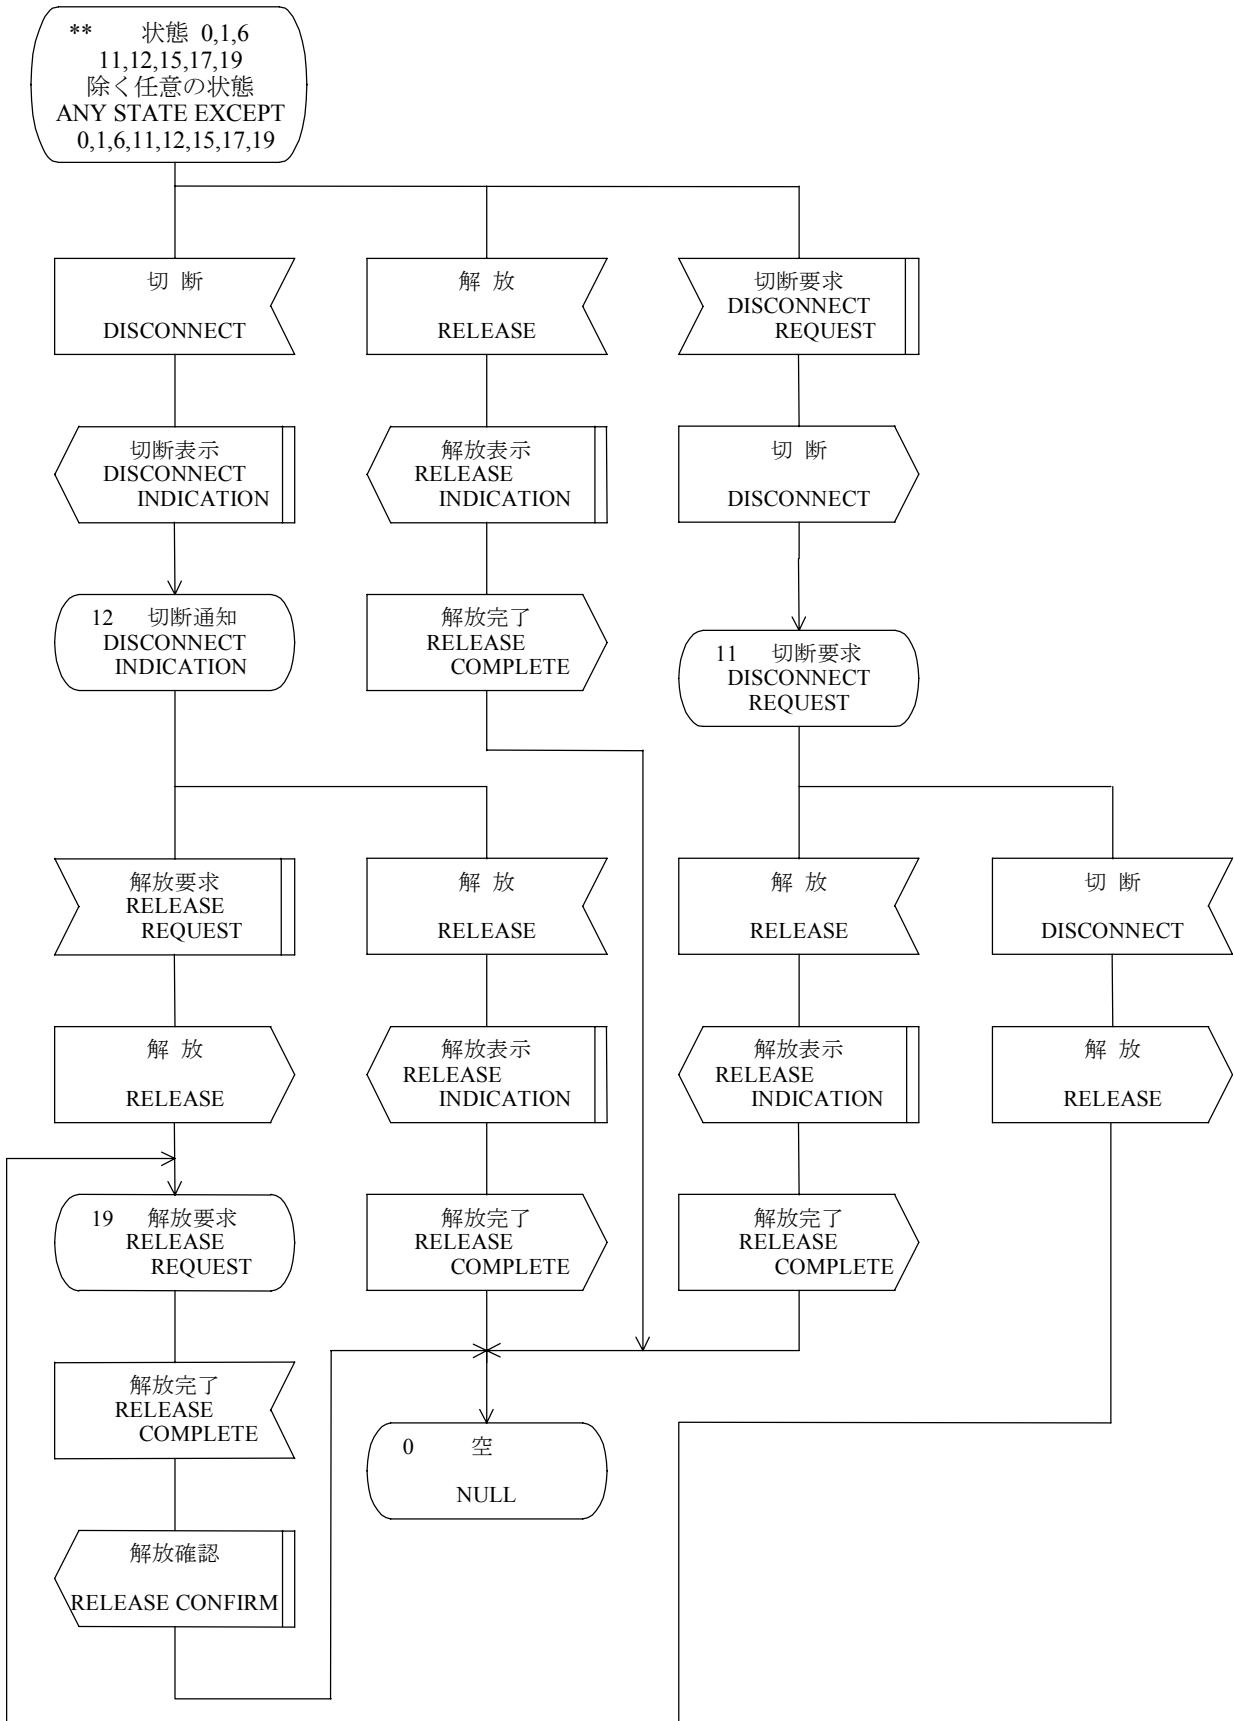 ** 状態 0,1,6
11,12,15,17,19
除く任意の状態
ANY STATE EXCEPT
0,1,6,11,12,15,17,19
切 断
DISCONNECT
解 放
RELEASE
切断要求
DISCONNECT
REQUEST
切断表示
DISCONNECT
INDICATION
解放表示
RELEASE
INDICATION
切 断
DISCONNECT
12 切断通知
DISCONNECT
INDICATION
解放完了
RELEASE
COMPLETE
11 切断要求
DISCONNECT
REQUEST
解放要求
RELEASE
REQUEST
解 放
RELEASE
解 放
RELEASE
切 断
DISCONNECT
解 放
RELEASE
解放表示
RELEASE
INDICATION
解放表示
RELEASE
INDICATION
解 放
RELEASE
19 解放要求
RELEASE
REQUEST
解放完了
RELEASE
COMPLETE
解放完了
RELEASE
COMPLETE
解放完了
RELEASE
COMPLETE
0 空
NULL
解放確認
RELEASE CONFIRM